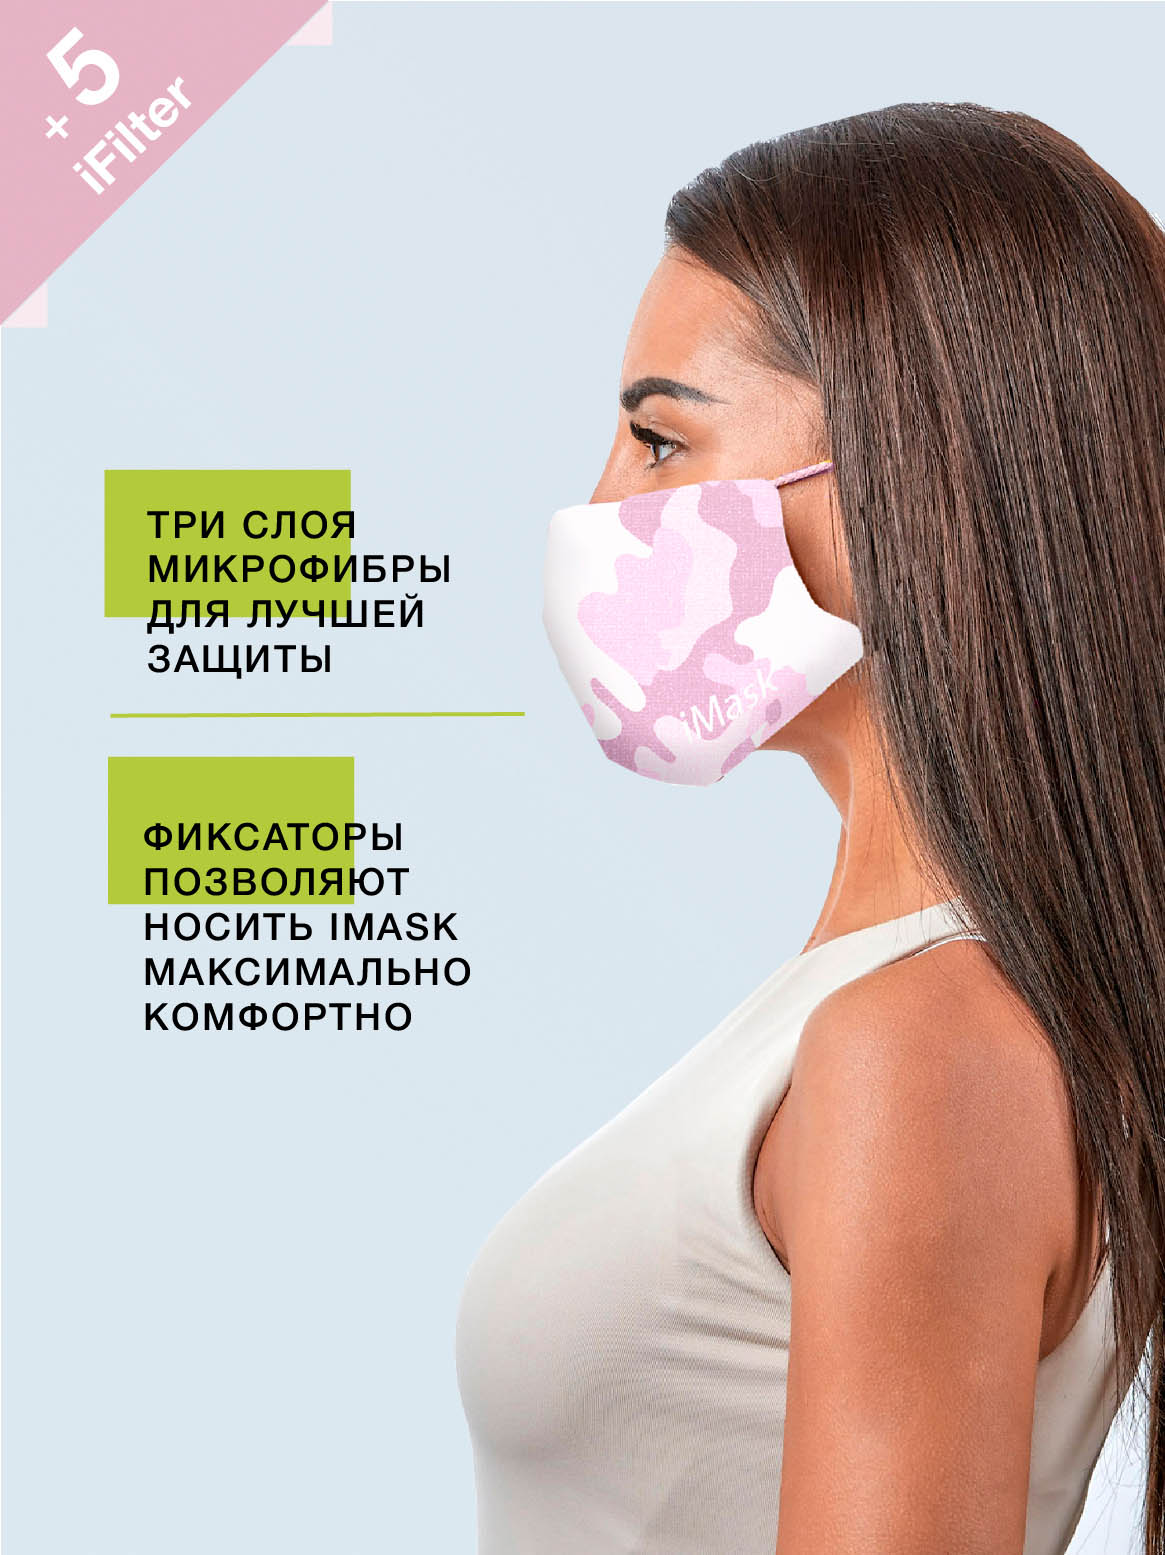 + 5
iFilter
ТРИ СЛОЯ
МИКРОФИБРЫ
ДЛЯ ЛУЧШЕЙ
ЗАЩИТЫ
ФИКСАТОРЫ
ПОЗВОЛЯЮТ
НОСИТЬ IMASK
МАКСИМАЛЬНО
КОМФОРТНО
iMask